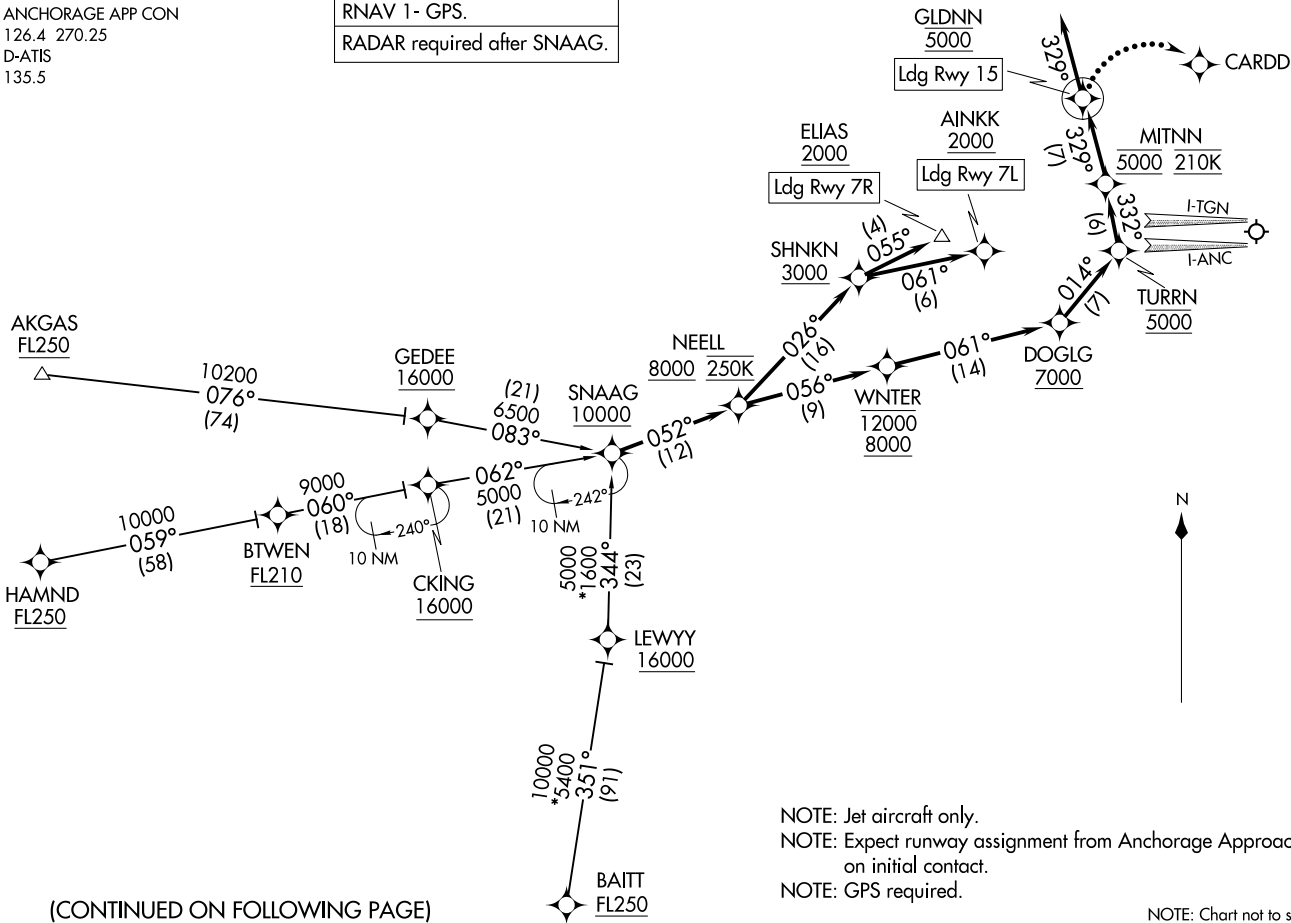 ANCHORAGE APP CON
126.4 270.25
D-ATIS
135.5
RNAV 1- GPS.
RADAR required after SNAAG.
GLDNN
5000
Ldg Rwy 15
329°
CARDD
329°
(7)
MITNN
5000 210K
ELIAS
2000
Ldg Rwy 7R
AINKK
2000
Ldg Rwy 7L
332°
(6)
I-TGN
I-ANC
(4)
055°
SHNKN
3000
061°
(6)
014°
(7)
TURRN
5000
AKGAS
FL250
10200
076°
(74)
GEDEE
16000
(21)
6500
083°
SNAAG
10000
NEELL
8000 250K
026°
(16)
056°
(9)
WNTER
12000
8000
061°
(14)
DOGLG
7000
052°
(12)
HAMND
FL250
10000
059°
(58)
BTWEN
FL210
9000
060°
(18)
240°
10 NM
CKING
16000
062°
5000
(21)
242°
10 NM
5000
*1600
344°
(23)
LEWYY
16000
10000
*5400
351°
(91)
BAITT
FL250
N
NOTE: Jet aircraft only.
NOTE: Expect runway assignment from Anchorage Approac
on initial contact.
NOTE: GPS required.
(CONTINUED ON FOLLOWING PAGE)
NOTE: Chart not to s